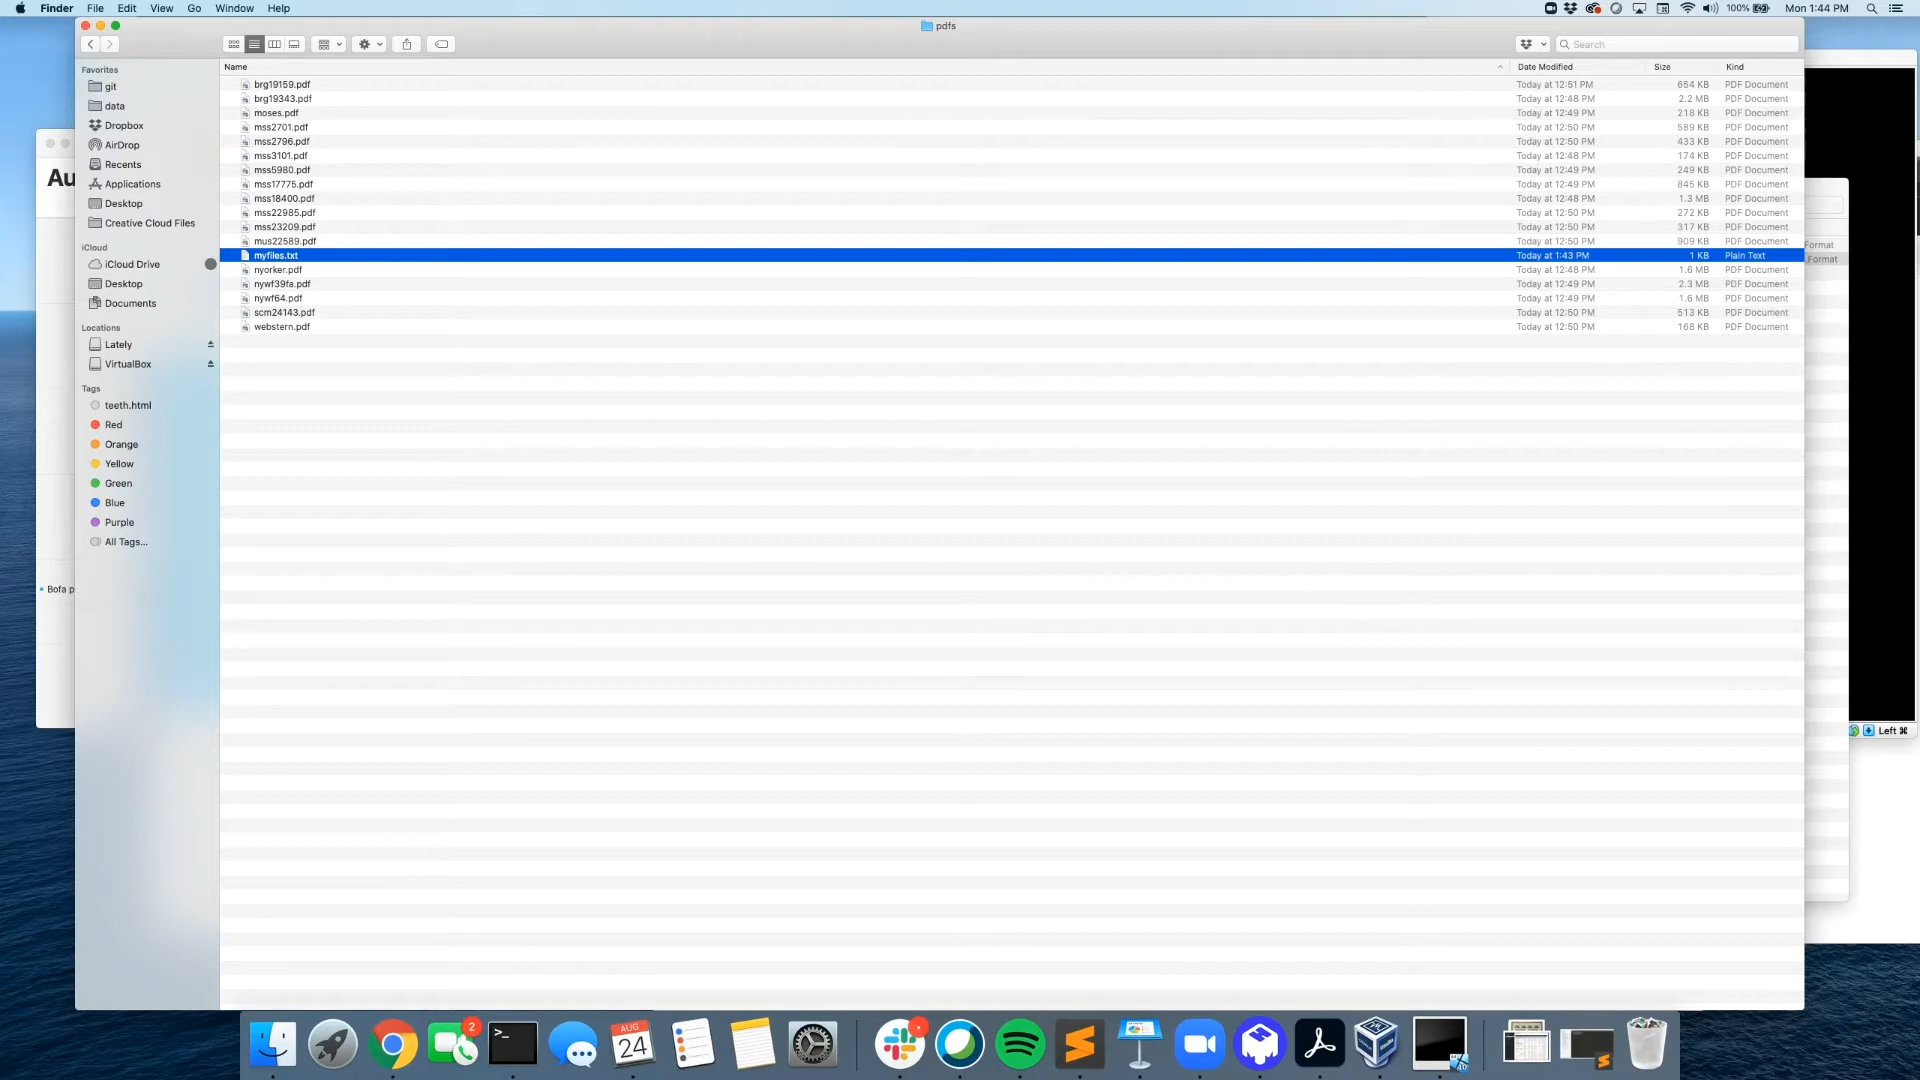 Finder File Edit View Go Window Help 100% Mon 1:44 PM
pdfs
Search
Favorites
git
data
Dropbox
AirDrop
Recents
Applications
Desktop
Creative Cloud Files
iCloud
iCloud Drive
Desktop
Documents
Locations
Lately
VirtualBox
Tags
teeth.html
Red
Orange
Yellow
Green
Blue
Purple
All Tags...
Name Date Modified Size Kind
brg19159.pdf Today at 12:51 PM 654 KB PDF Document
brg19343.pdf Today at 12:48 PM 2.2 MB PDF Document
moses.pdf Today at 12:49 PM 218 KB PDF Document
mss2701.pdf Today at 12:50 PM 589 KB PDF Document
mss2796.pdf Today at 12:50 PM 433 KB PDF Document
mss3101.pdf Today at 12:48 PM 174 KB PDF Document
mss5980.pdf Today at 12:49 PM 249 KB PDF Document
mss17775.pdf Today at 12:49 PM 845 KB PDF Document
mss18400.pdf Today at 12:48 PM 1.3 MB PDF Document
mss22985.pdf Today at 12:50 PM 272 KB PDF Document
mss23209.pdf Today at 12:50 PM 317 KB PDF Document
mus22589.pdf Today at 12:50 PM 909 KB PDF Document
myfiles.txt Today at 1:43 PM 1 KB Plain Text
nyorker.pdf Today at 12:48 PM 1.6 MB PDF Document
nywf39fa.pdf Today at 12:49 PM 2.3 MB PDF Document
nywf64.pdf Today at 12:49 PM 1.6 MB PDF Document
scm24143.pdf Today at 12:50 PM 513 KB PDF Document
webstern.pdf Today at 12:50 PM 168 KB PDF Document
Au
Bofa p
Format
.Format
Left ⌘
2
>_
AUG
24